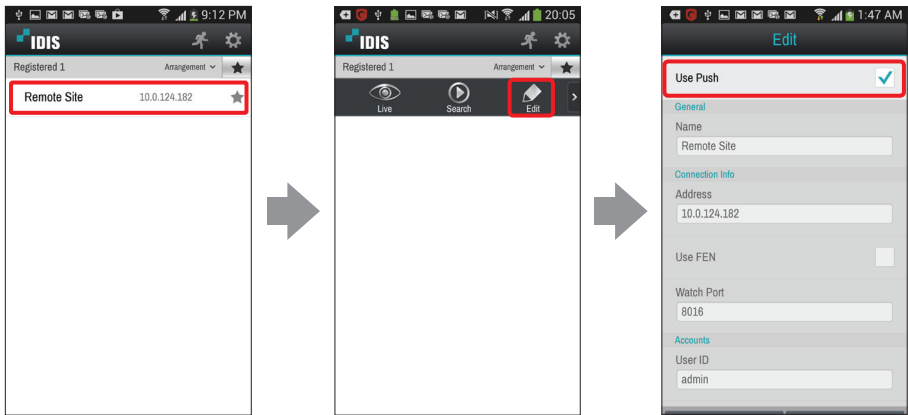 9:12 PM
IDIS
Registered 1 Arrangement
Remote Site 10.0.124.182
20:05
IDIS
Registered 1 Arrangement
Live Search Edit
1:47 AM
Edit
Use Push
General
Name
Remote Site
Connection Info
Address
10.0.124.182
Use FEN
Watch Port
8016
Accounts
User ID
admin